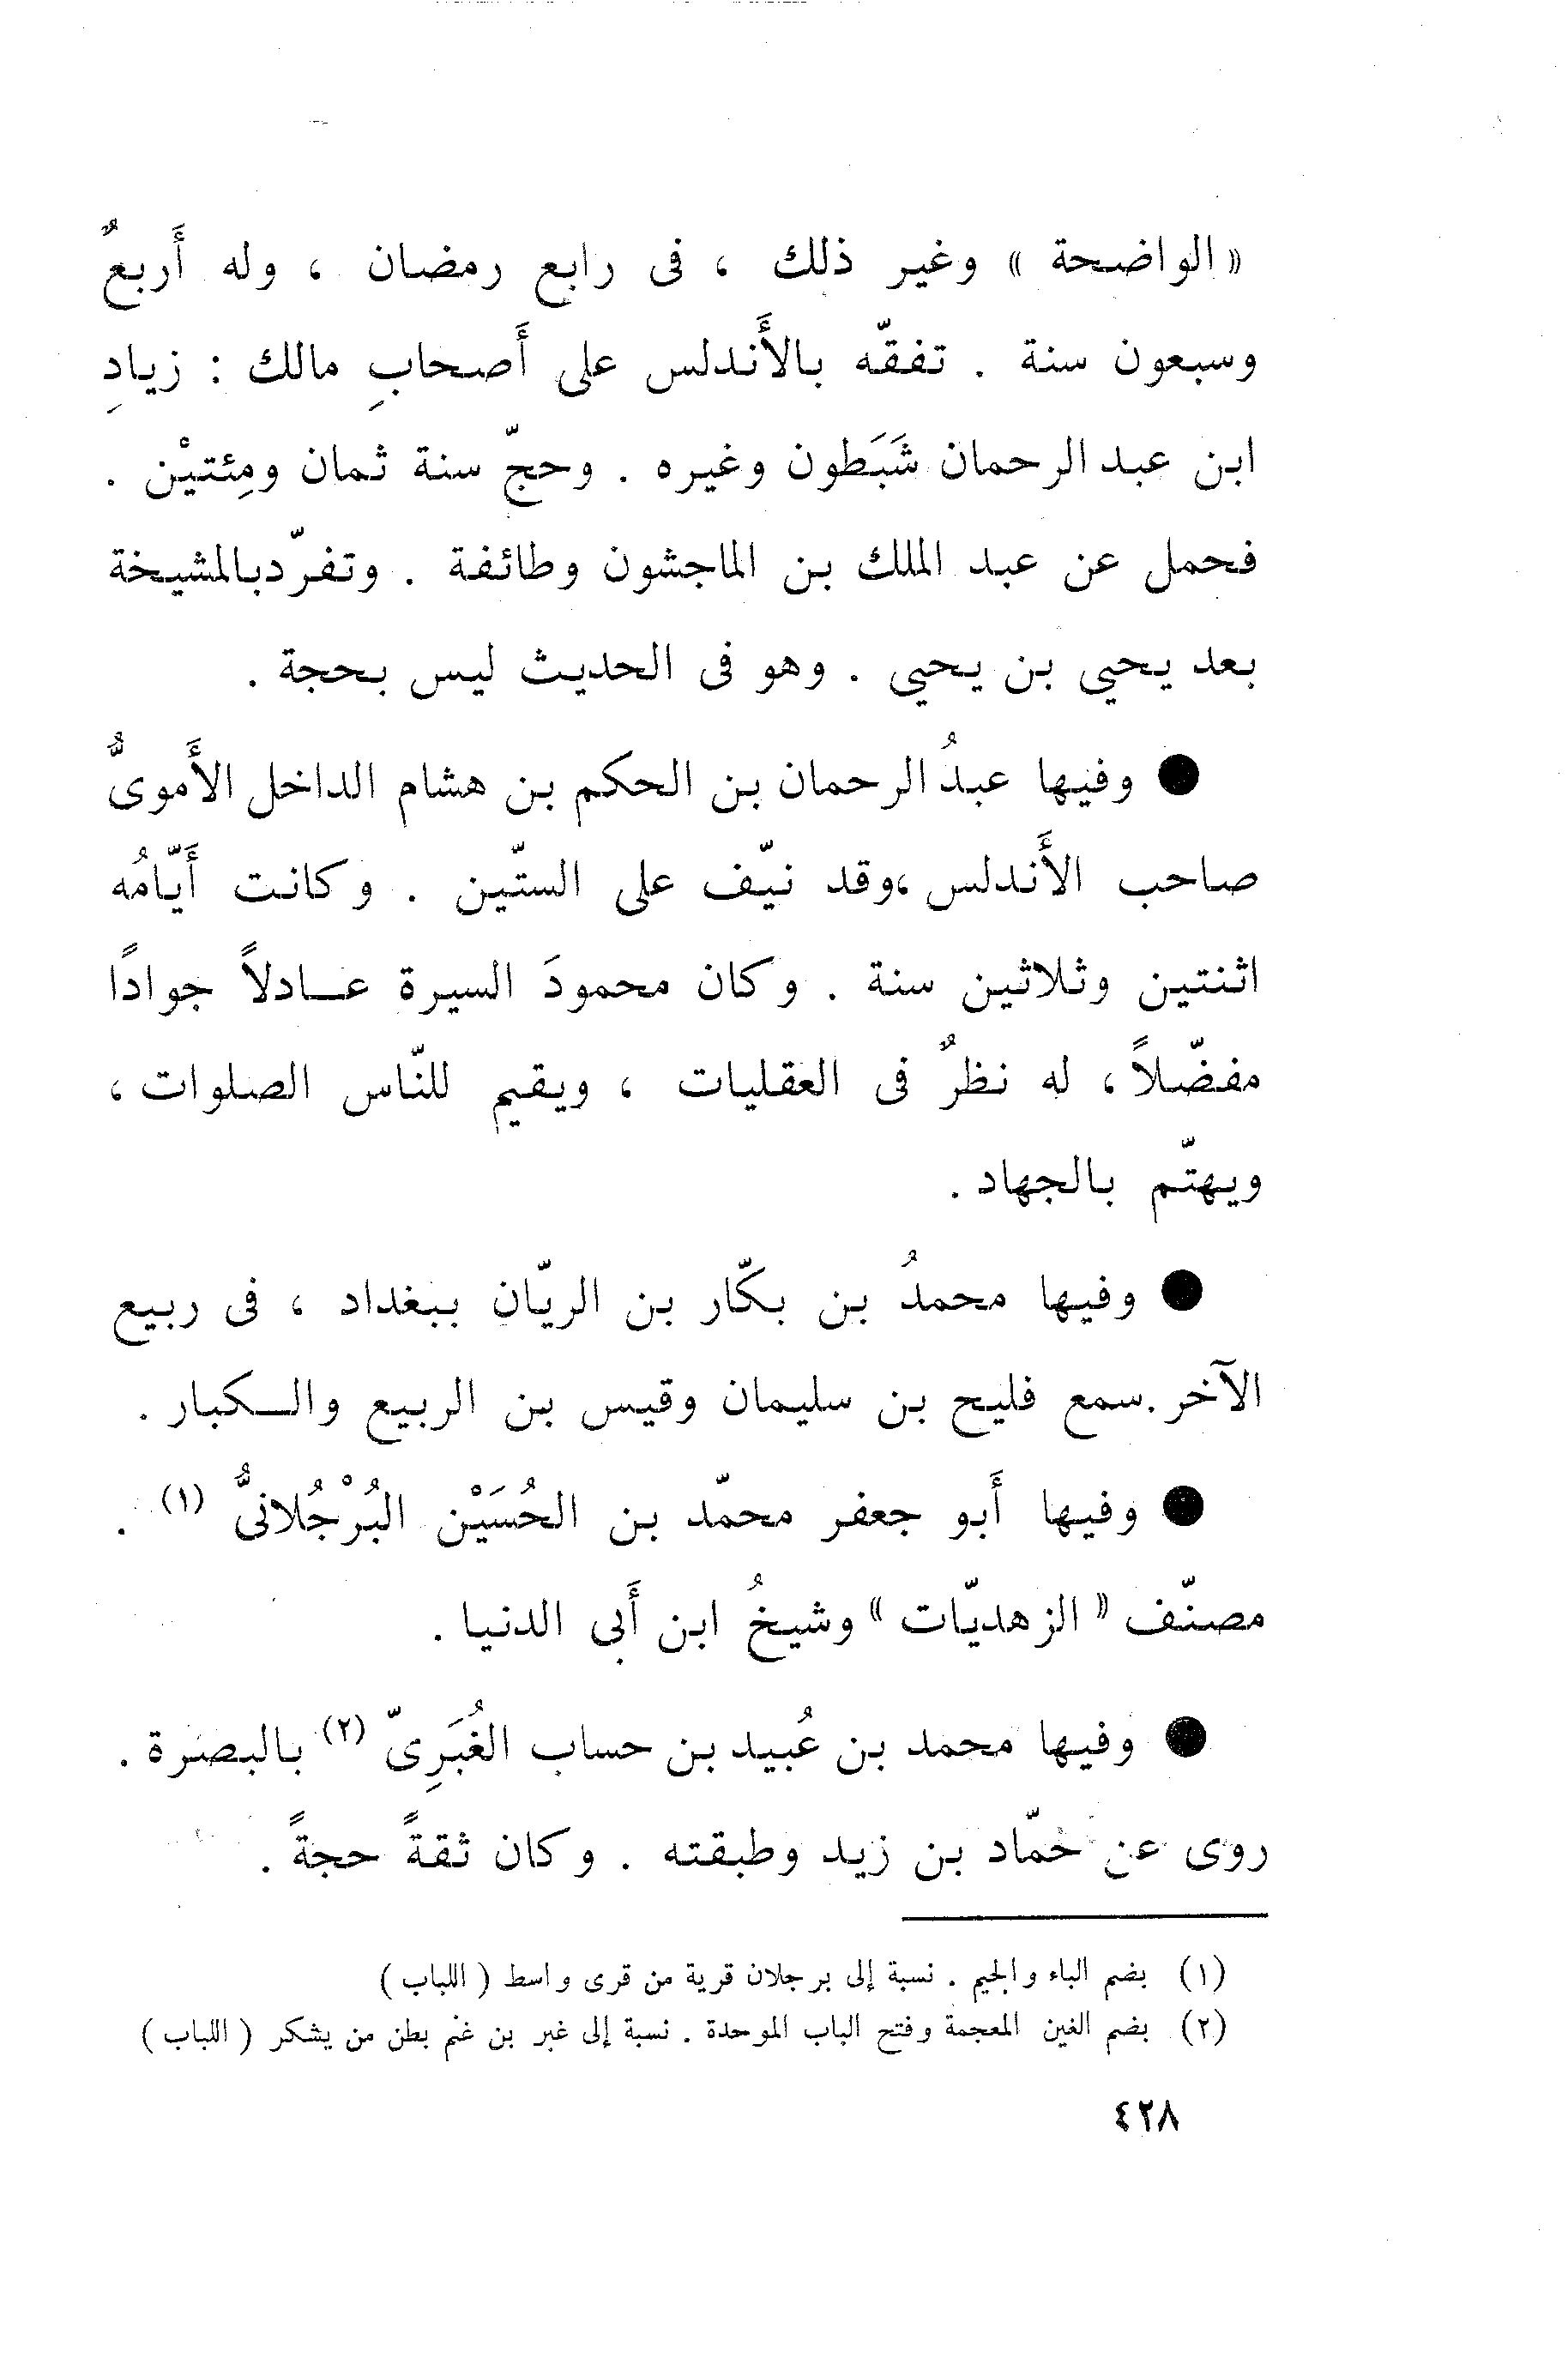 « الواضحة » وغير ذلك ، فى رابع رمضان ، وله أَربعٌ
وسبعون سنة . تفقّه بالأَندلس على أَصحابِ مالك : زيادِ
ابن عبد الرحمان شَبَطون وغيره . وحجّ سنة ثمان ومِئتيْن .
فحمل عن عبد الملك بن الماجشون وطائفة . وتفرّد بالمشيخة
بعد يحيي بن يحيي . وهو فى الحديث ليس بحجة .
● وفيها عبدُ الرحمان بن الحكم بن هشام الداخل الأَموىُّ
صاحب الأَندلس ،وقد نيّف على الستّين . وكانت أَيّامُه
اثنتين وثلاثين سنة . وكان محمودَ السيرة عـادلاً جوادًا
مفضّلاً ، له نظرٌ فى العقليات ، ويقيم للنّاس الصلوات ،
ويهتّم بالجهاد .
● وفيها محمدُ بن بكّار بن الريّان ببغداد ، فى ربيع
الآخر .سمع فليح بن سليمان وقيس بن الربيع والـكبار .
● وفيها أَبو جعفر محمّد بن الحُسَيْن البُرْجُلانىُّ (١) .
مصنّف « الزهديّات » وشيخُ ابن أَبى الدنيا .
● وفيها محمد بن عُبيد بن حساب الغُبَرِىّ (٢) بالبصرة .
روى عن حمّاد بن زيد وطبقته . وكان ثقةً حجةً .
(١) بضم الباء والجيم . نسبة إلى برجلان قرية من قرى واسط ( اللباب )
(٢) بضم الغين المعجمة وفتح الباب الموحدة . نسبة إلى غبر بن غنم بطن من يشكر ( اللباب )
٤٢٨